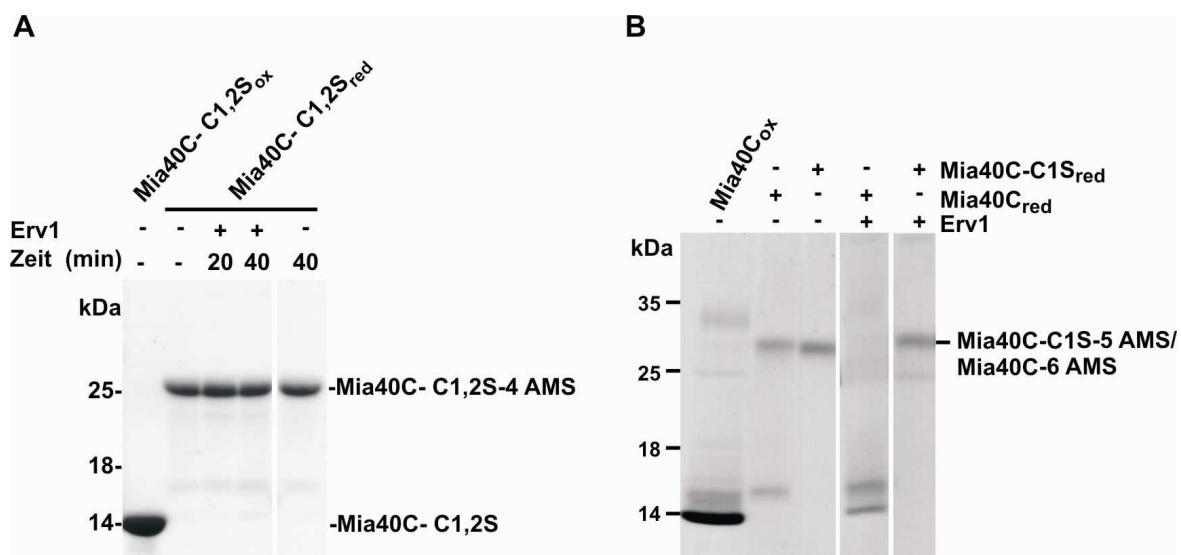 A
Mia40C- C1,2Sox
Mia40C- C1,2Sred
Erv1 - - + + -
Zeit (min) - - 20 40 40
kDa
25-
-Mia40C- C1,2S-4 AMS
18-
14-
-Mia40C- C1,2S
B
Mia40Cox
- + - + Mia40C-C1Sred
+ - + - Mia40Cred
- - - + + Erv1
kDa
35
Mia40C-C1S-5 AMS/
Mia40C-6 AMS
25
18
14